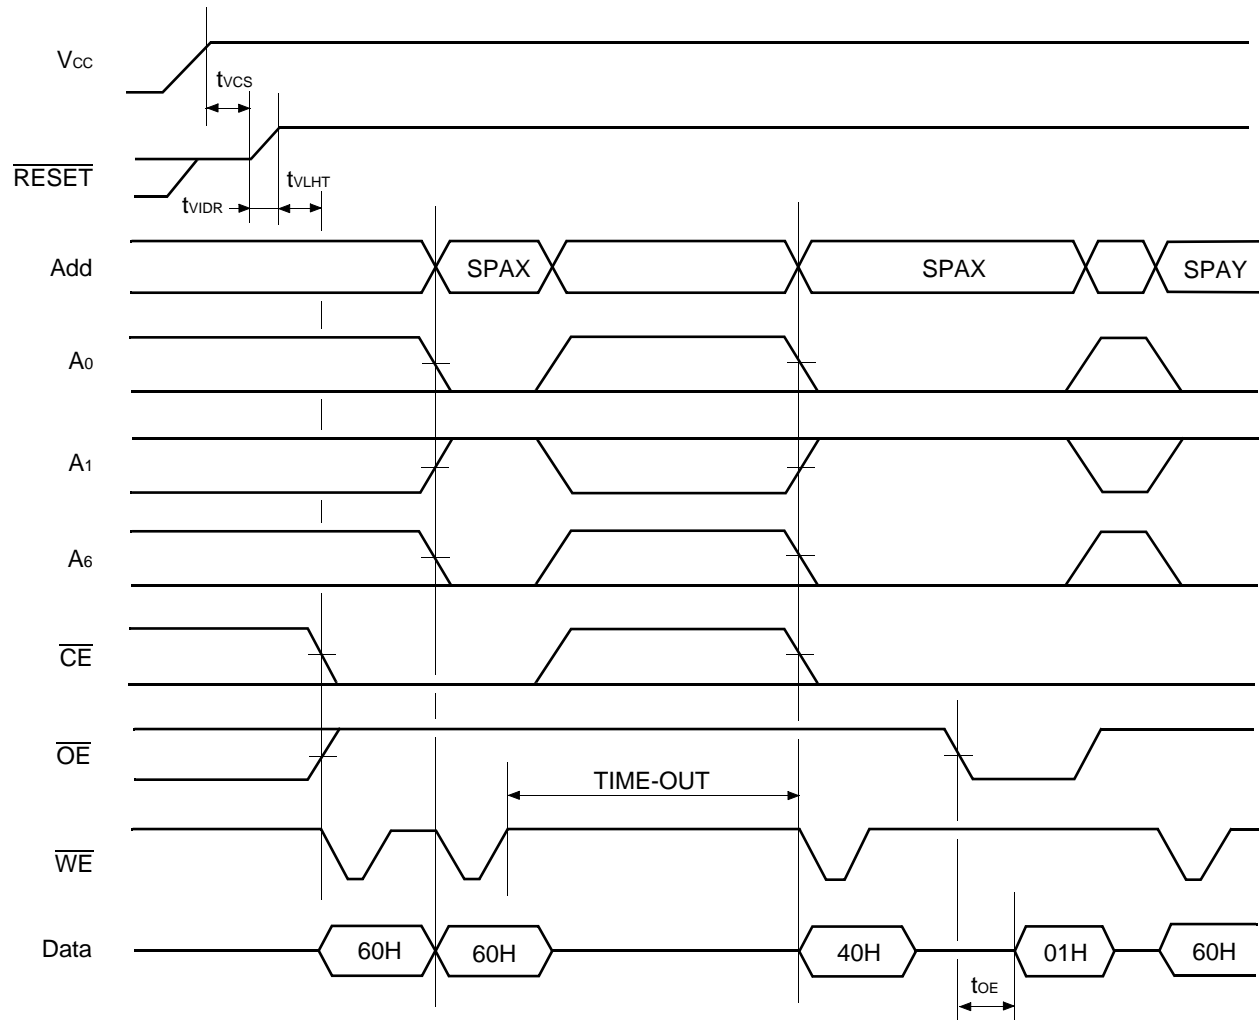 VCC
tVCS
RESET
tVLHT
tVIDR
Add SPAX SPAX SPAY
A0
A1
A6
CE
OE
TIME-OUT
WE
Data 60H 60H 40H 01H 60H
tOE